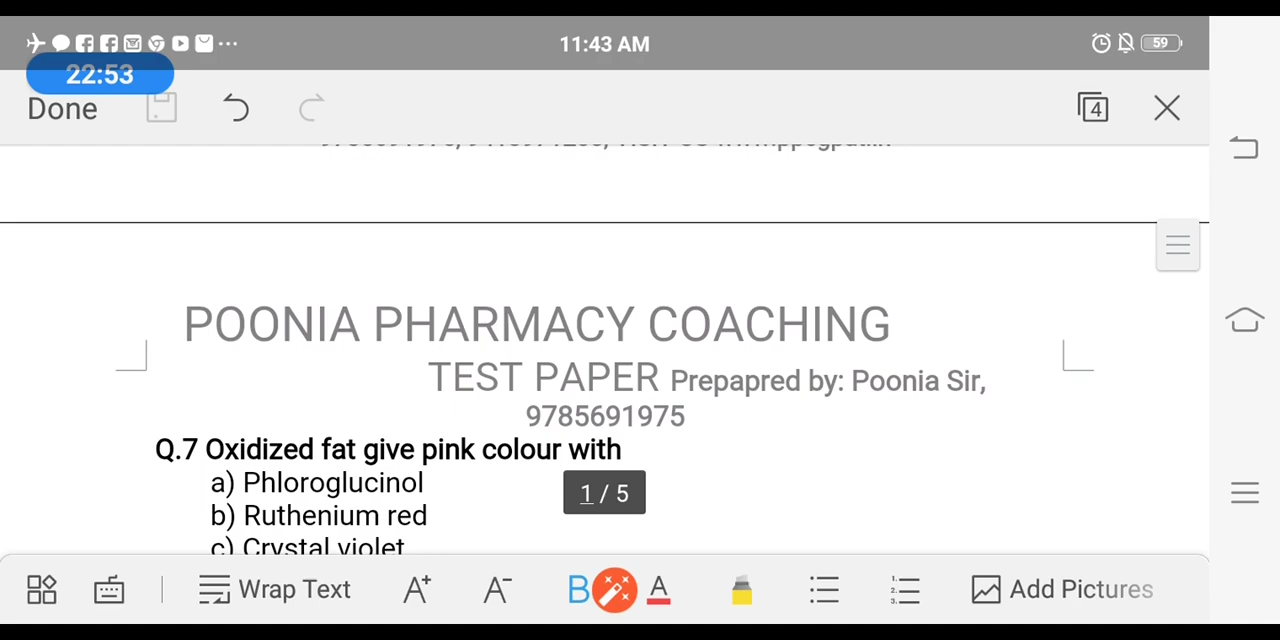 11:43 AM
59
22:53
Done
4
POONIA PHARMACY COACHING
TEST PAPER Prepapred by: Poonia Sir,
9785691975
Q.7 Oxidized fat give pink colour with
a) Phloroglucinol
1 / 5
b) Ruthenium red
c) Crystal violet
Wrap Text
A+
A-
B
A
Add Pictures